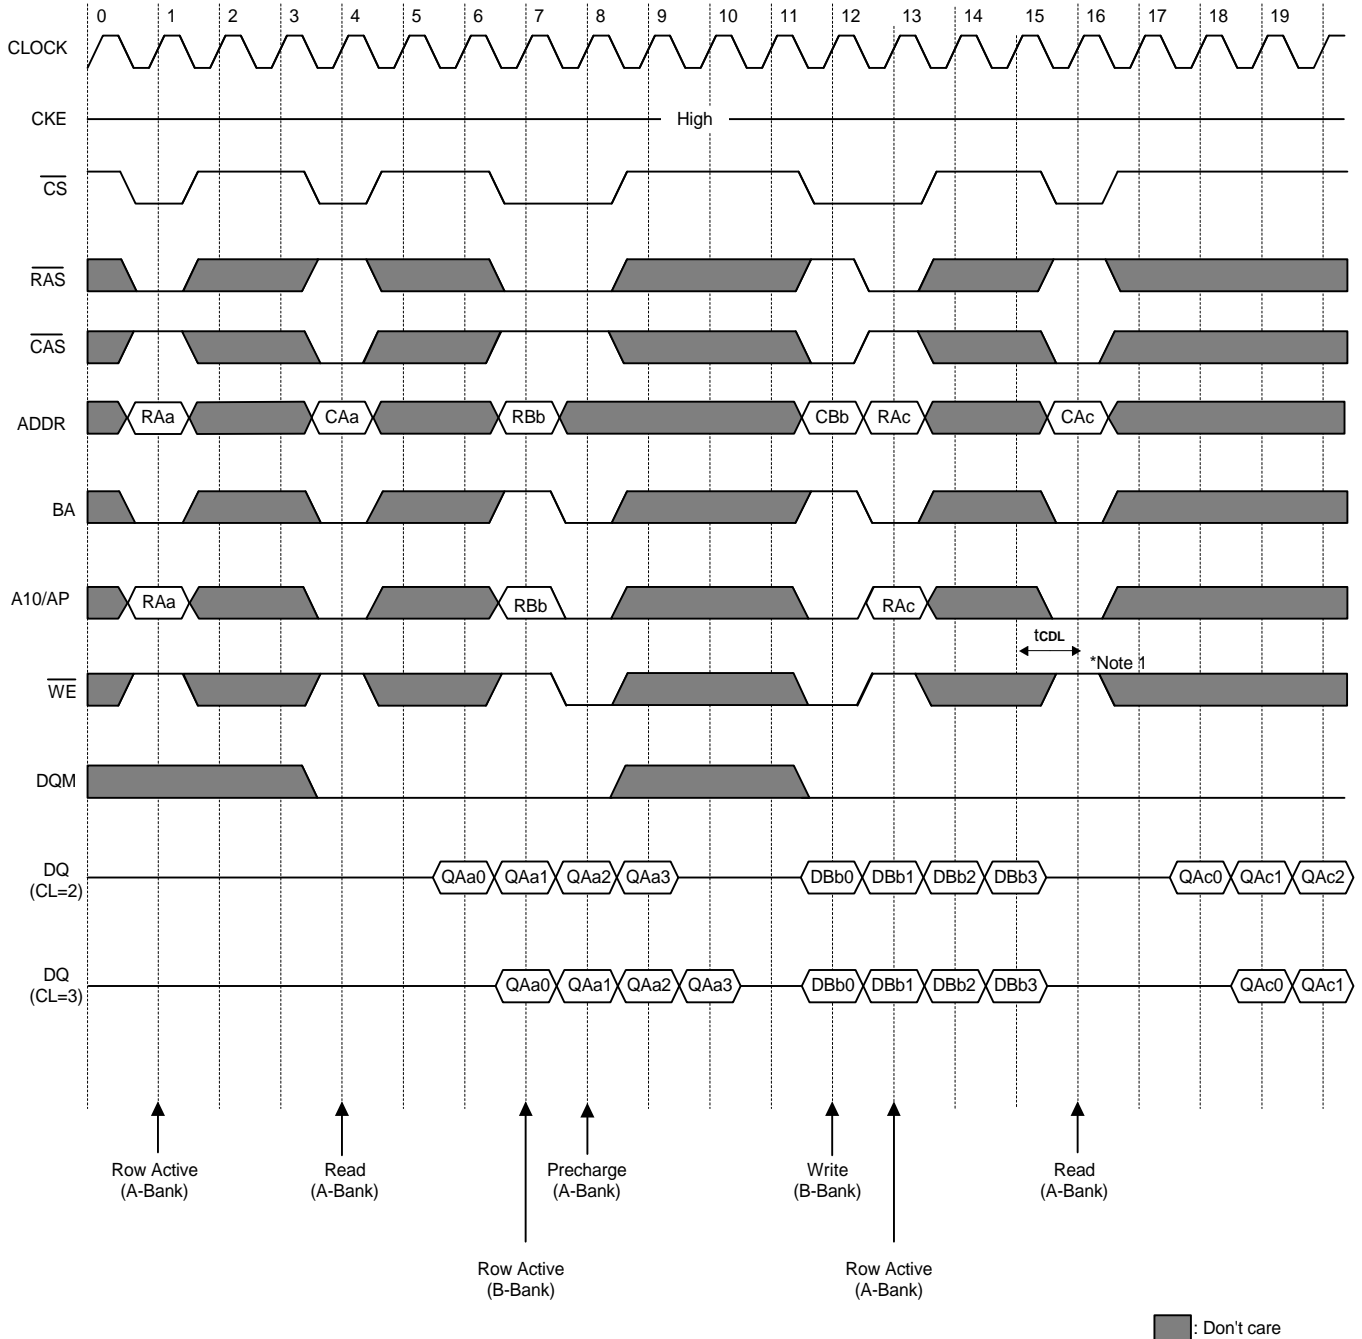 0 1 2 3 4 5 6 7 8 9 10 11 12 13 14 15 16 17 18 19
CLOCK
CKE High
CS
RAS
CAS
ADDR RAa CAa RBb CBb RAc CAc
BA
A10/AP RAa RBb RAc
tCDL
*Note 1
WE
DQM
DQ
(CL=2)
QAa0 QAa1 QAa2 QAa3 DBb0 DBb1 DBb2 DBb3 QAc0 QAc1 QAc2
DQ
(CL=3)
QAa0 QAa1 QAa2 QAa3 DBb0 DBb1 DBb2 DBb3 QAc0 QAc1
Row Active
(A-Bank)
Read
(A-Bank)
Precharge
(A-Bank)
Write
(B-Bank)
Read
(A-Bank)
Row Active
(B-Bank)
Row Active
(A-Bank)
: Don't care